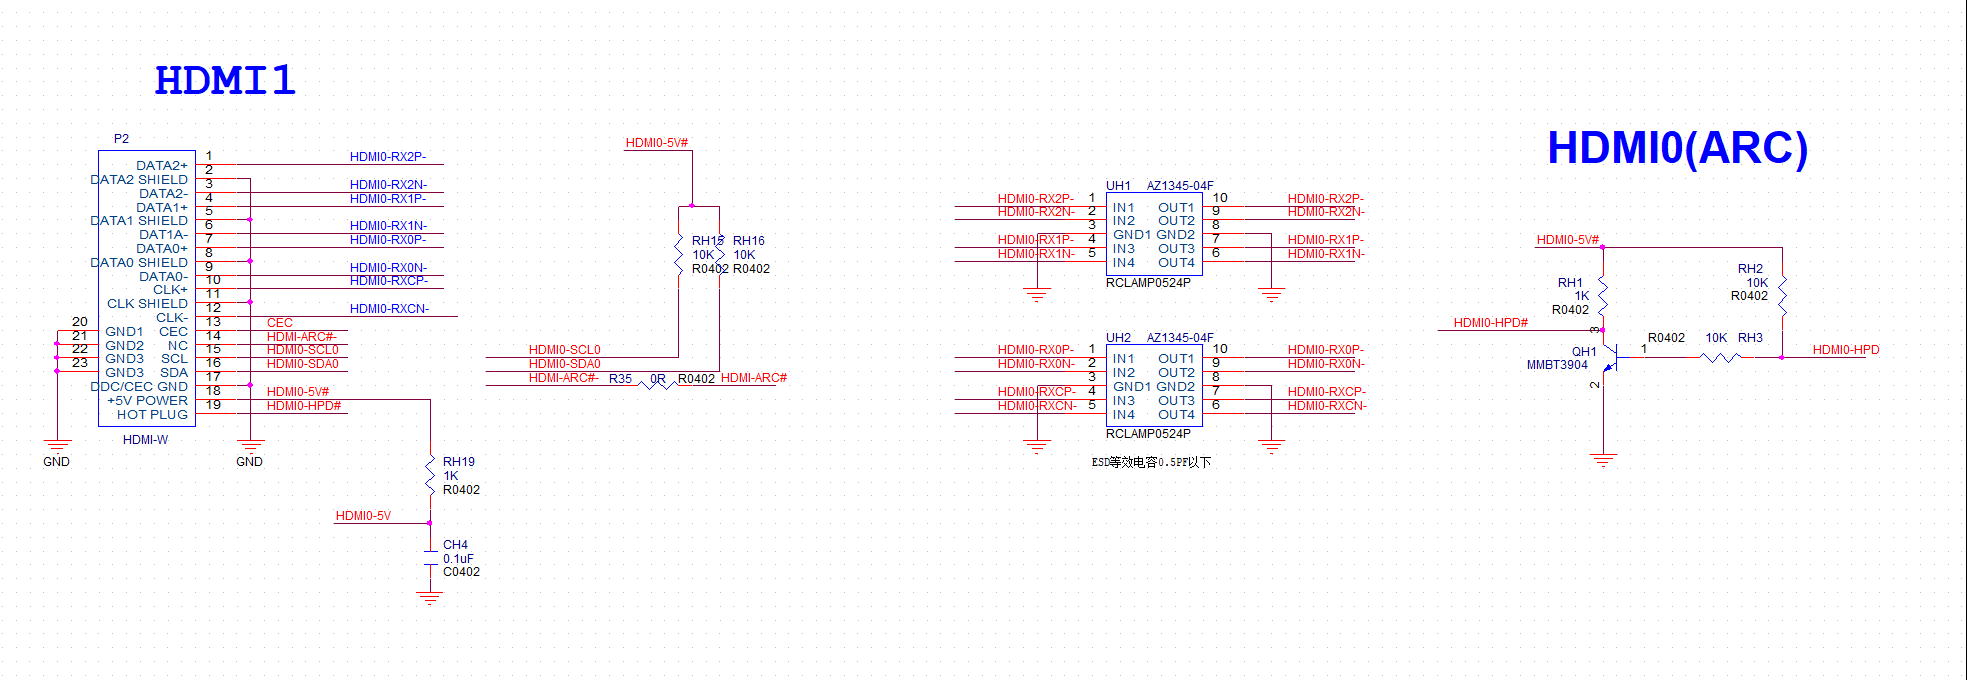 HDMI1
HDMI0(ARC)
P2
DATA2+ 1 HDMI0-RX2P-
DATA2 SHIELD 2
DATA2- 3 HDMI0-RX2N-
DATA1+ 4 HDMI0-RX1P-
DATA1 SHIELD 5
DAT1A- 6 HDMI0-RX1N-
DATA0+ 7 HDMI0-RX0P-
DATA0 SHIELD 8
DATA0- 9 HDMI0-RX0N-
CLK+ 10 HDMI0-RXCP-
CLK SHIELD 11
CLK- 12 HDMI0-RXCN-
20 GND1 CEC 13 CEC
21 GND2 NC 14 HDMI-ARC#-
22 GND3 SCL 15 HDMI0-SCL0
23 GND3 SDA 16 HDMI0-SDA0
DDC/CEC GND 17
+5V POWER 18 HDMI0-5V#
HOT PLUG 19 HDMI0-HPD#
HDMI-W
GND
GND
RH19
1K
R0402
HDMI0-5V
CH4
0.1uF
C0402
HDMI0-5V#
RH15 RH16
10K 10K
R0402 R0402
HDMI0-SCL0
HDMI0-SDA0
HDMI-ARC#- R35 0R R0402 HDMI-ARC#
UH1 AZ1345-04F
HDMI0-RX2P- 1 IN1 OUT1 10 HDMI0-RX2P-
HDMI0-RX2N- 2 IN2 OUT2 9 HDMI0-RX2N-
3 GND1 GND2 8
HDMI0-RX1P- 4 IN3 OUT3 7 HDMI0-RX1P-
HDMI0-RX1N- 5 IN4 OUT4 6 HDMI0-RX1N-
RCLAMP0524P
UH2 AZ1345-04F
HDMI0-RX0P- 1 IN1 OUT1 10 HDMI0-RX0P-
HDMI0-RX0N- 2 IN2 OUT2 9 HDMI0-RX0N-
3 GND1 GND2 8
HDMI0-RXCP- 4 IN3 OUT3 7 HDMI0-RXCP-
HDMI0-RXCN- 5 IN4 OUT4 6 HDMI0-RXCN-
RCLAMP0524P
ESD等效电容0.5PF以下
HDMI0-5V#
RH1
1K
R0402
RH2
10K
R0402
HDMI0-HPD#
3
QH1
MMBT3904
1
2
R0402 10K RH3
HDMI0-HPD